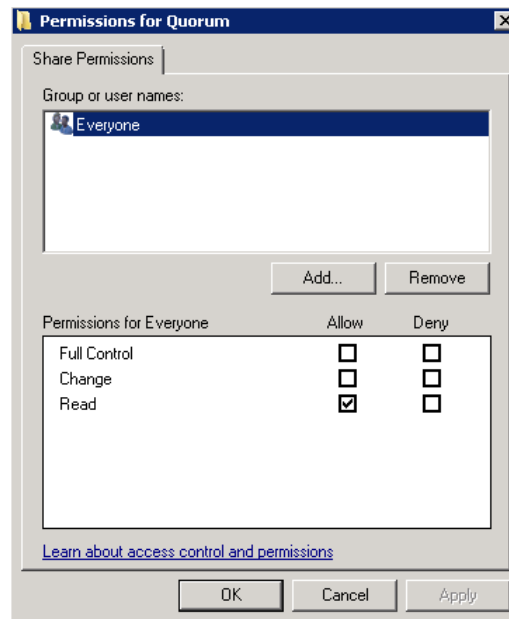 Permissions for Quorum
Share Permissions
Group or user names:
Everyone
Add... Remove
Permissions for Everyone Allow Deny
Full Control
Change
Read
Learn about access control and permissions
OK Cancel Apply